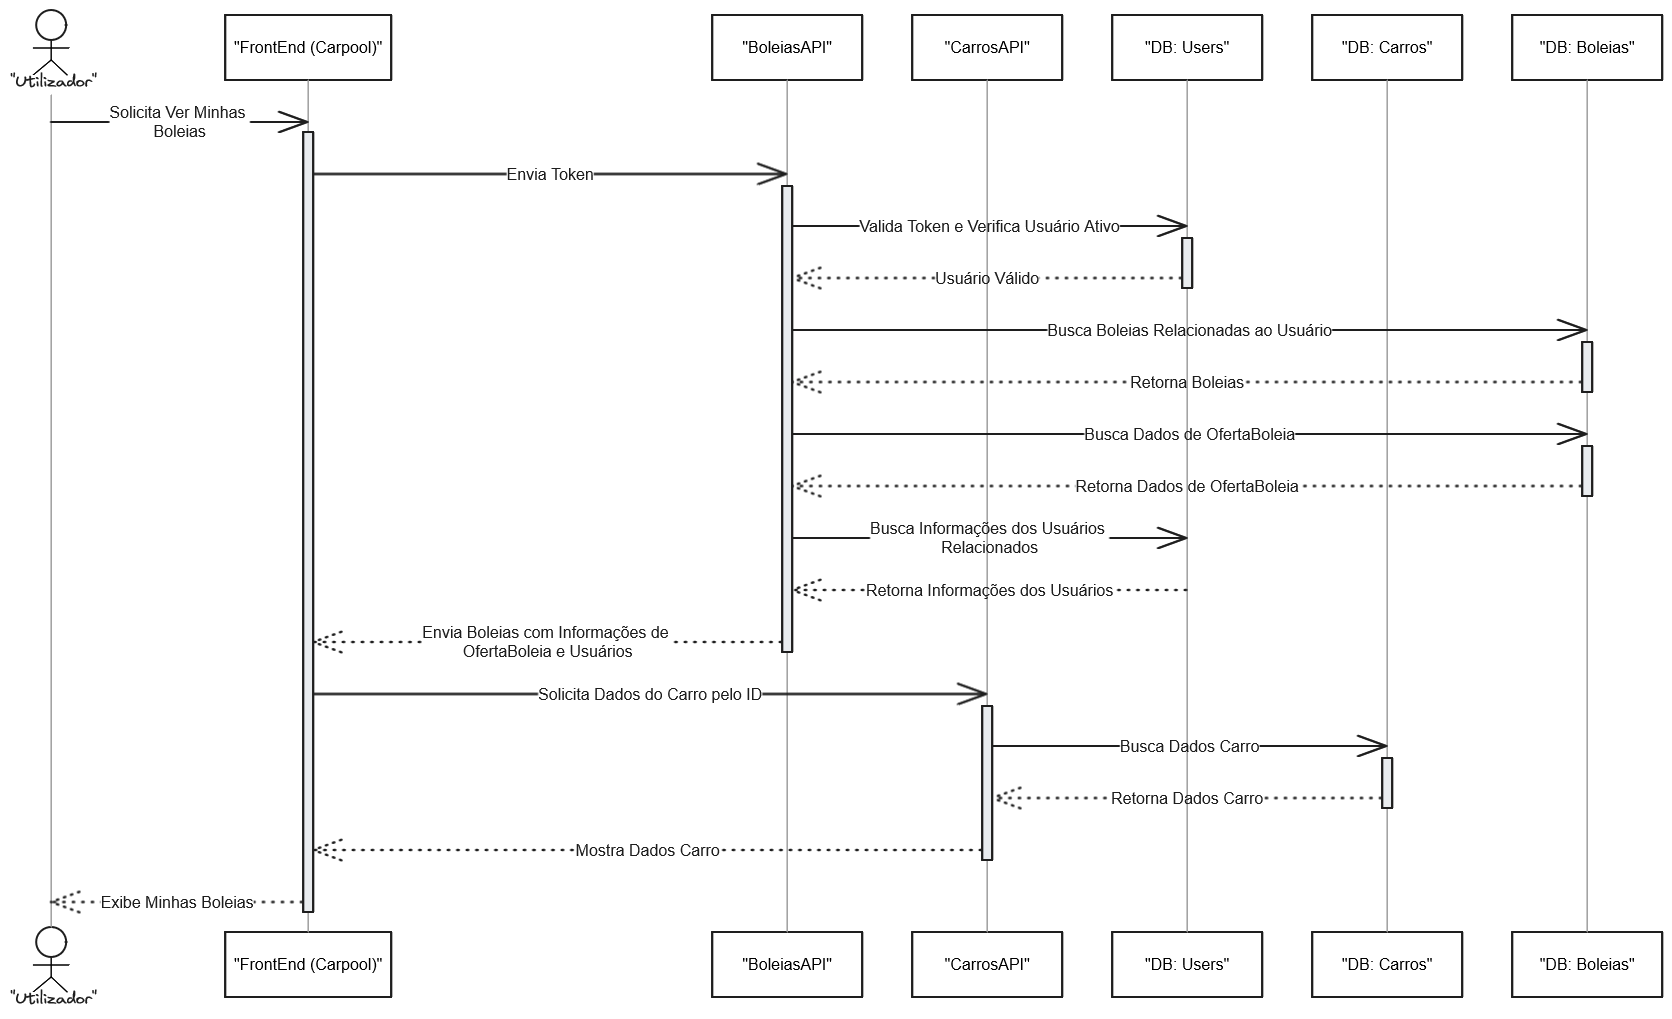 "Utilizador"
"FrontEnd (Carpool)"
"BoleiasAPI"
"CarrosAPI"
"DB: Users"
"DB: Carros"
"DB: Boleias"
Solicita Ver Minhas
Boleias
Envia Token
Valida Token e Verifica Usuário Ativo
Usuário Válido
Busca Boleias Relacionadas ao Usuário
Retorna Boleias
Busca Dados de OfertaBoleia
Retorna Dados de OfertaBoleia
Busca Informações dos Usuários
Relacionados
Retorna Informações dos Usuários
Envia Boleias com Informações de
OfertaBoleia e Usuários
Solicita Dados do Carro pelo ID
Busca Dados Carro
Retorna Dados Carro
Mostra Dados Carro
Exibe Minhas Boleias
"Utilizador"
"FrontEnd (Carpool)"
"BoleiasAPI"
"CarrosAPI"
"DB: Users"
"DB: Carros"
"DB: Boleias"